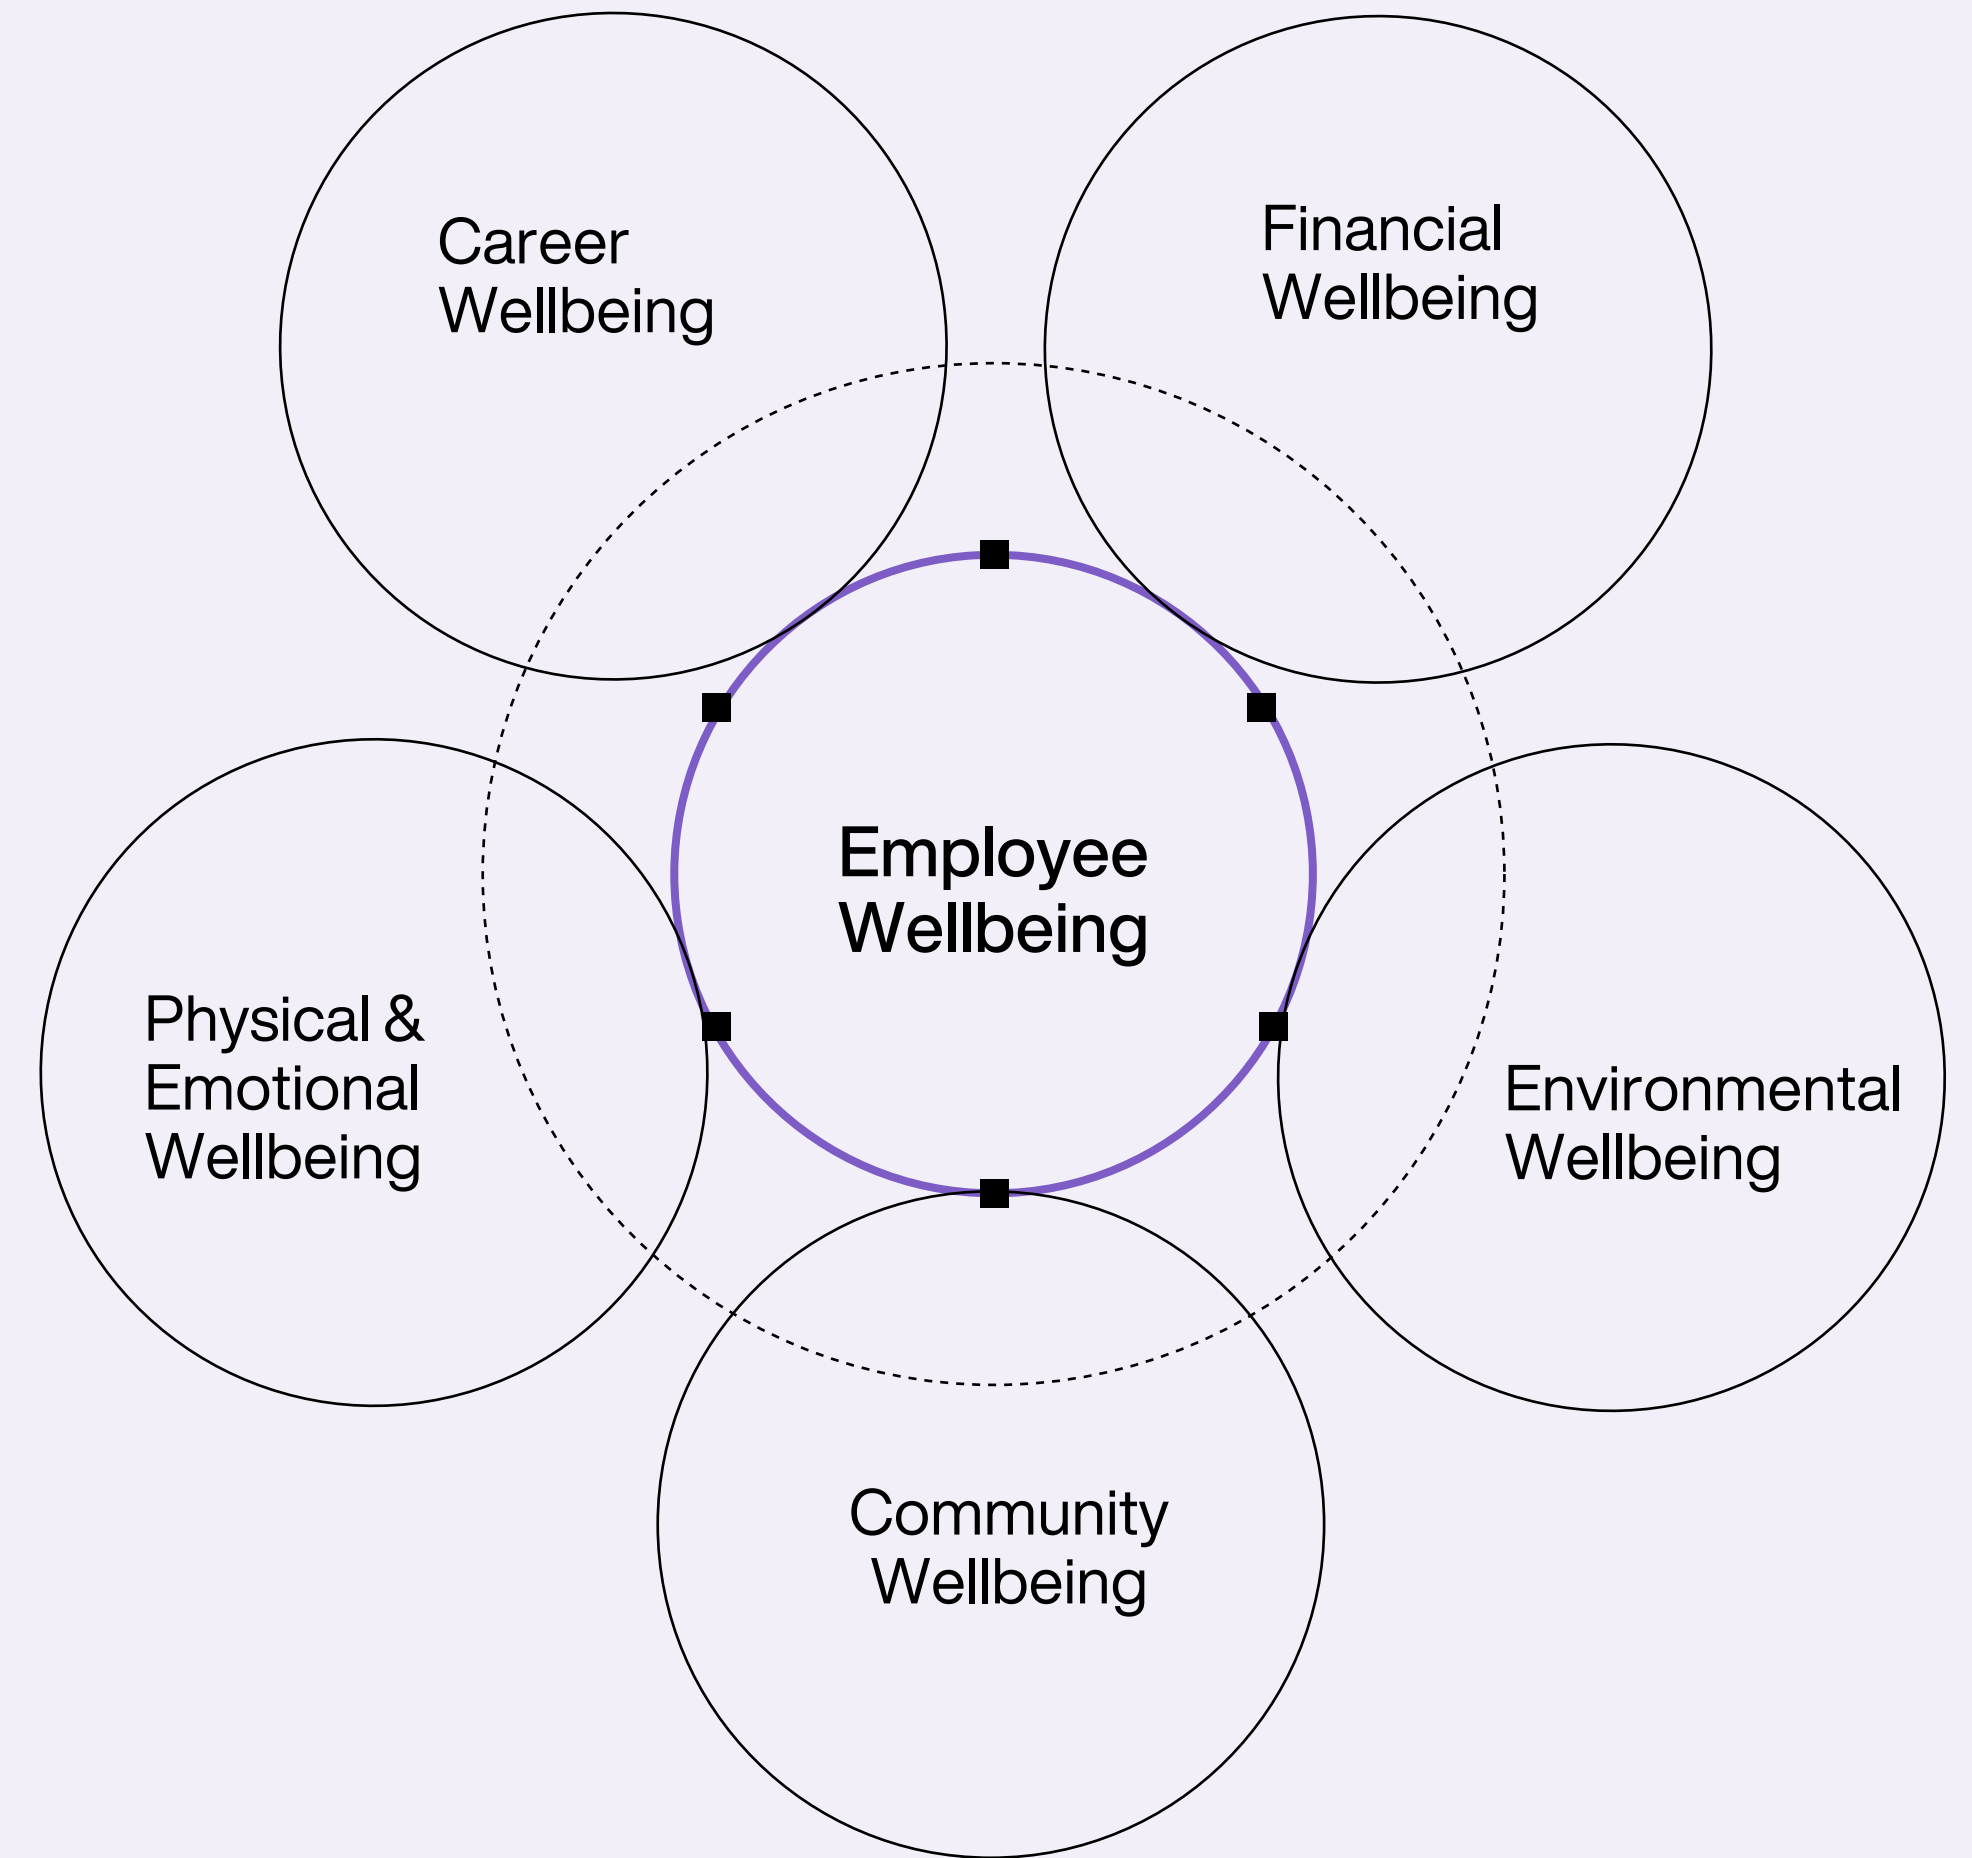 Career
Wellbeing
Financial
Wellbeing
Employee
Wellbeing
Physical &
Emotional
Wellbeing
Environmental
Wellbeing
Community
Wellbeing